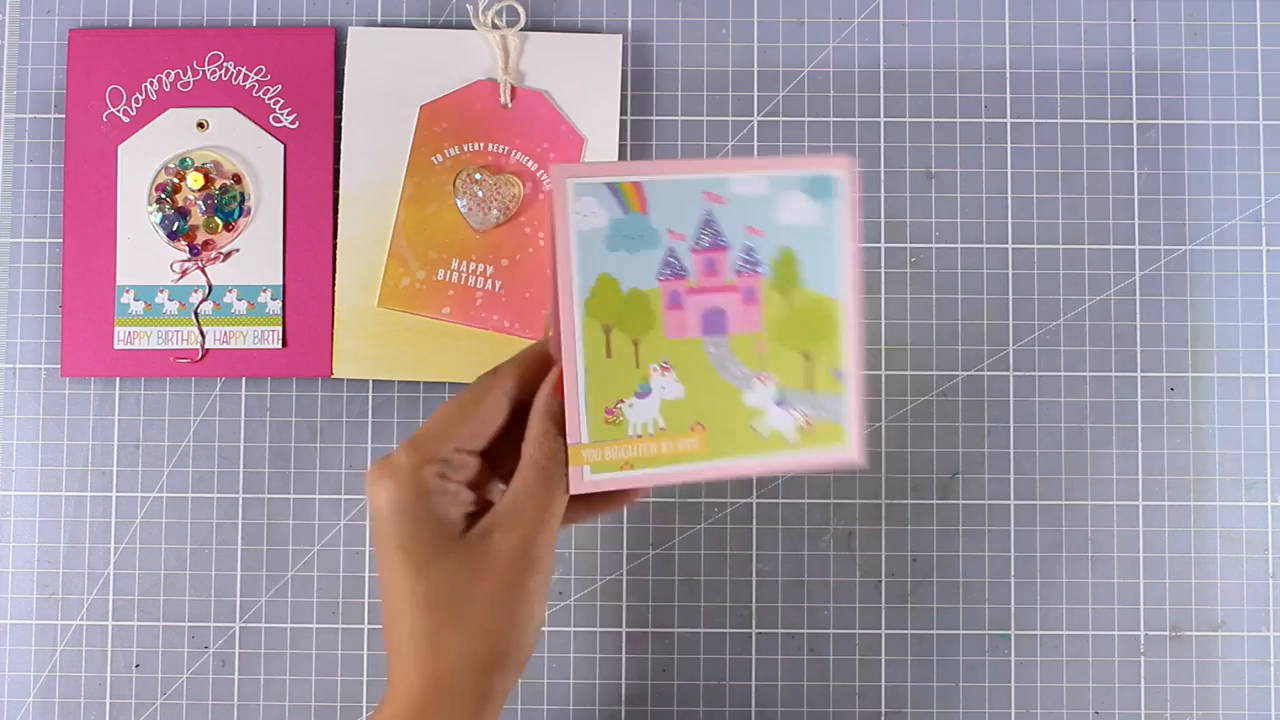 happy birthday
HAPPY BIRTHDAY HAPPY BIRTH
TO THE VERY BEST FRIEND EVER
HAPPY
BIRTHDAY
YOU BRIGHTEN MY DAY